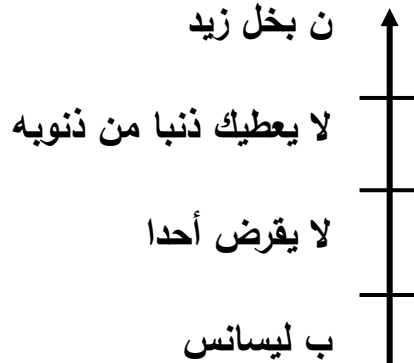 ن بخل زيد
لا يعطيك ذنبا من ذنوبه
لا يقرض أحدا
ب ليسانس